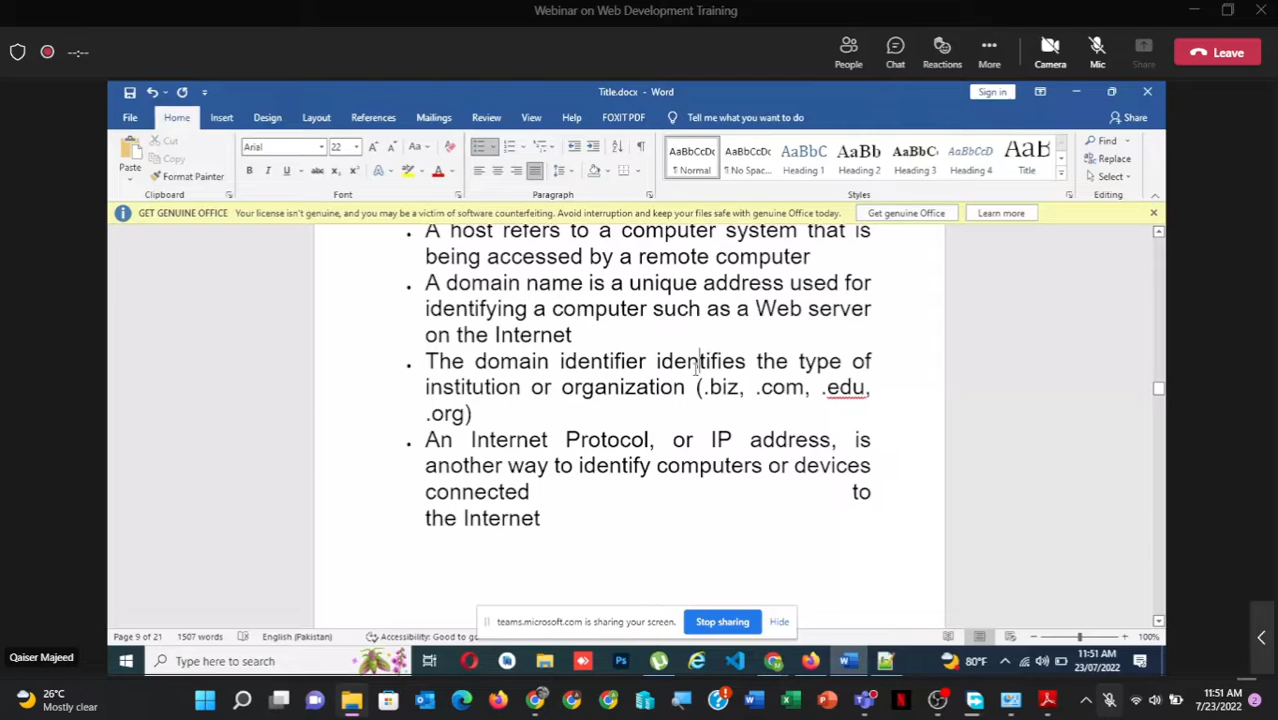 Webinar on Web Development Training
--:--
People
Chat
Reactions
More
Camera
Mic
Share
Leave
Title.docx - Word
Sign in
File
Home
Insert
Design
Layout
References
Mailings
Review
View
Help
FOXIT PDF
Tell me what you want to do
Share
Paste
Cut
Copy
Format Painter
Clipboard
Arial
22
Font
Paragraph
AaBbCcDc
¶ Normal
AaBbCcDc
¶ No Spac...
AaBbC
Heading 1
AaBb
Heading 2
AaBbC
Heading 3
AaBbCcD
Heading 4
AaH
Title
Styles
Find
Replace
Select
Editing
GET GENUINE OFFICE Your license isn't genuine, and you may be a victim of software counterfeiting. Avoid interruption and keep your files safe with genuine Office today.
Get genuine Office
Learn more
• A host refers to a computer system that is
being accessed by a remote computer
• A domain name is a unique address used for
identifying a computer such as a Web server
on the Internet
• The domain identifier identifies the type of
institution or organization (.biz, .com, .edu,
.org)
• An Internet Protocol, or IP address, is
another way to identify computers or devices
connected to
the Internet
teams.microsoft.com is sharing your screen.
Stop sharing
Hide
Page 9 of 21
1507 words
English (Pakistan)
Accessibility: Good to go
100%
Qaiser Majeed
Type here to search
80°F
11:51 AM
23/07/2022
26°C
Mostly clear
11:51 AM
7/23/2022
2